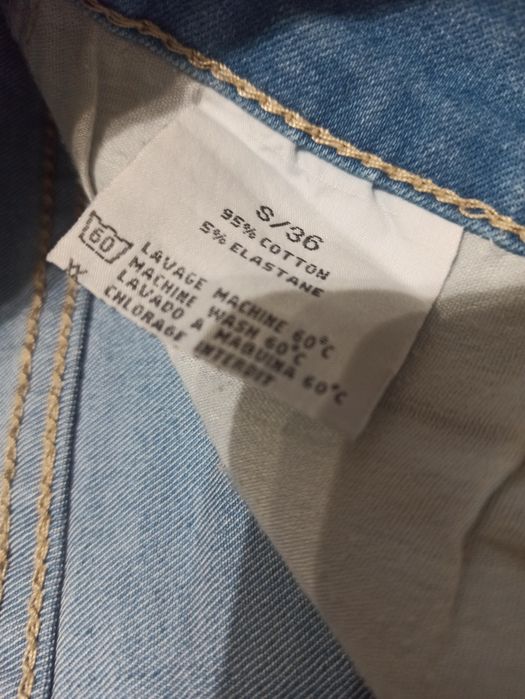 S/36
95% COTTON
5% ELASTANE
60
LAVAGE MACHINE 60°C
MACHINE WASH 60°C
LAVADO A MAQUINA 60°C
CHLORAGE INTERDIT